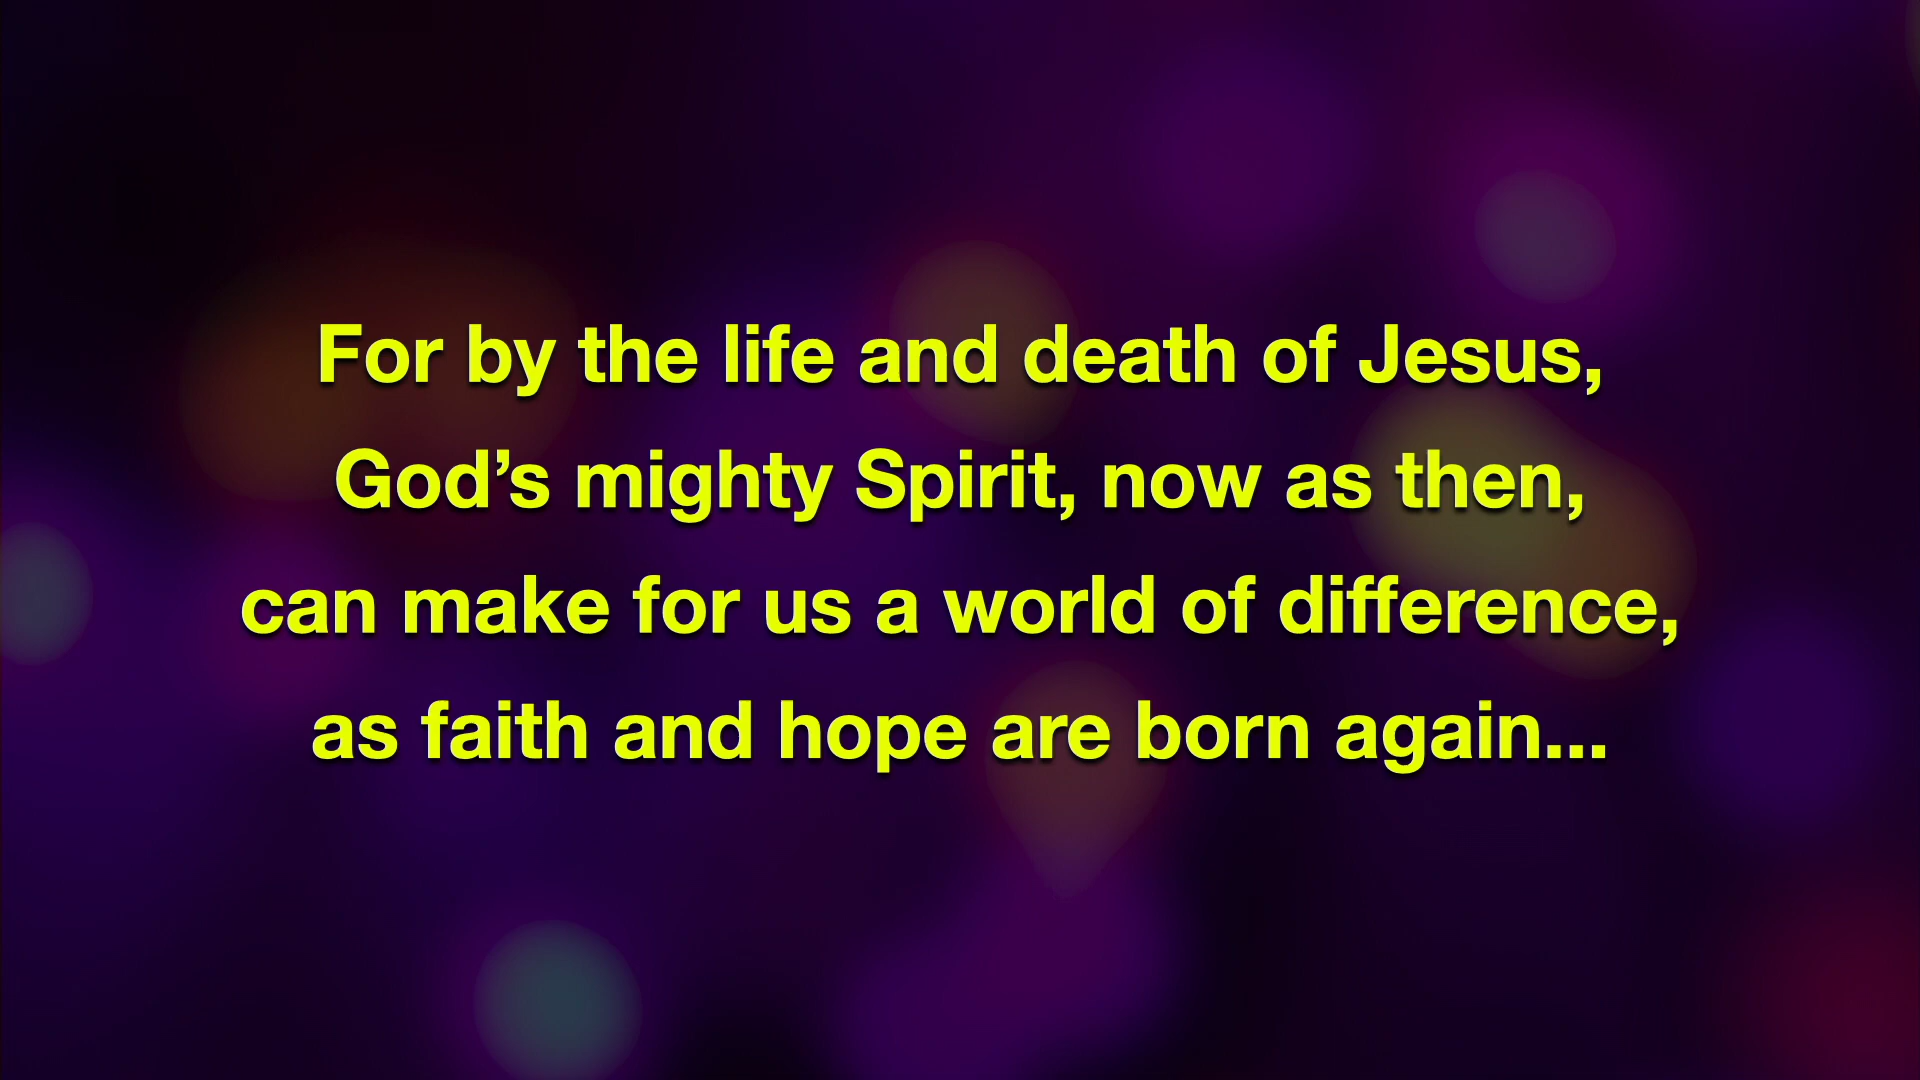 For by the life and death of Jesus,
God’s mighty Spirit, now as then,
can make for us a world of difference,
as faith and hope are born again...